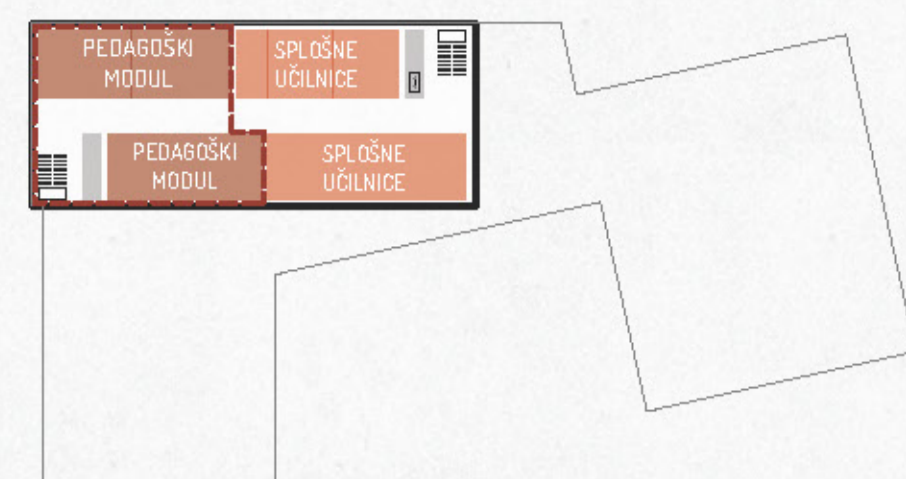 PEDAGOŠKI
MODUL
SPLOŠNE
UČILNICE
PEDAGOŠKI
MODUL
SPLOŠNE
UČILNICE